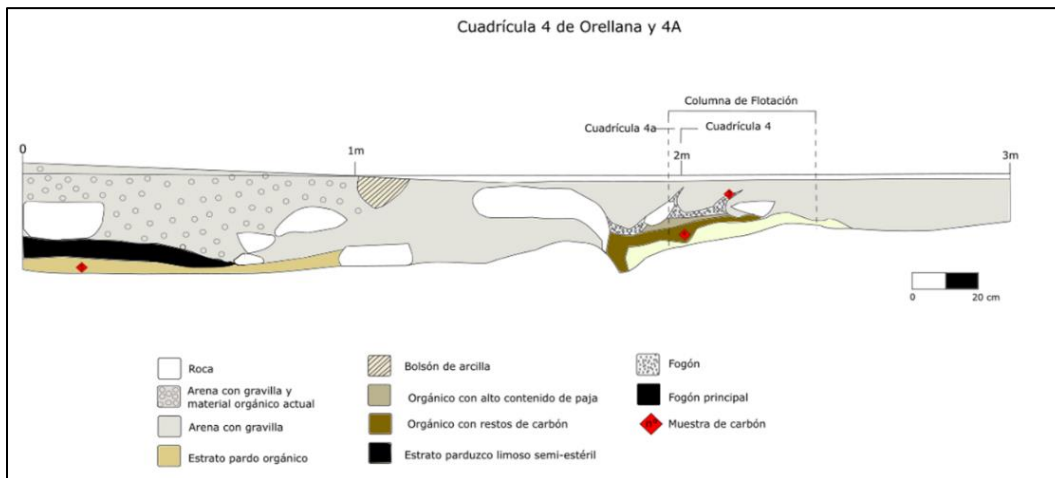 Cuadrícula 4 de Orellana y 4A
Columna de Flotación
Cuadrícula 4a
Cuadrícula 4
0
1m
2m
3m
0
20 cm
Roca
Arena con gravilla y
material orgánico actual
Arena con gravilla
Estrato pardo orgánico
Bolsón de arcilla
Orgánico con alto contenido de paja
Orgánico con restos de carbón
Estrato parduzco limoso semi-estéril
Fogón
Fogón principal
nº
Muestra de carbón